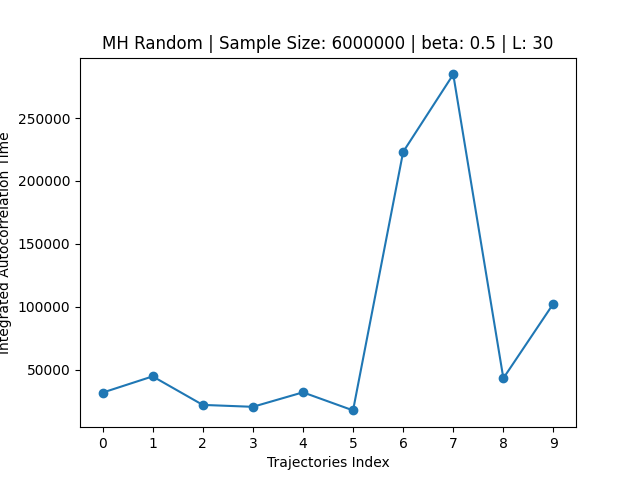 MH Random | Sample Size: 6000000 | beta: 0.5 | L: 30
Integrated Autocorrelation Time
250000
200000
150000
100000
50000
0 1 2 3 4 5 6 7 8 9
Trajectories Index